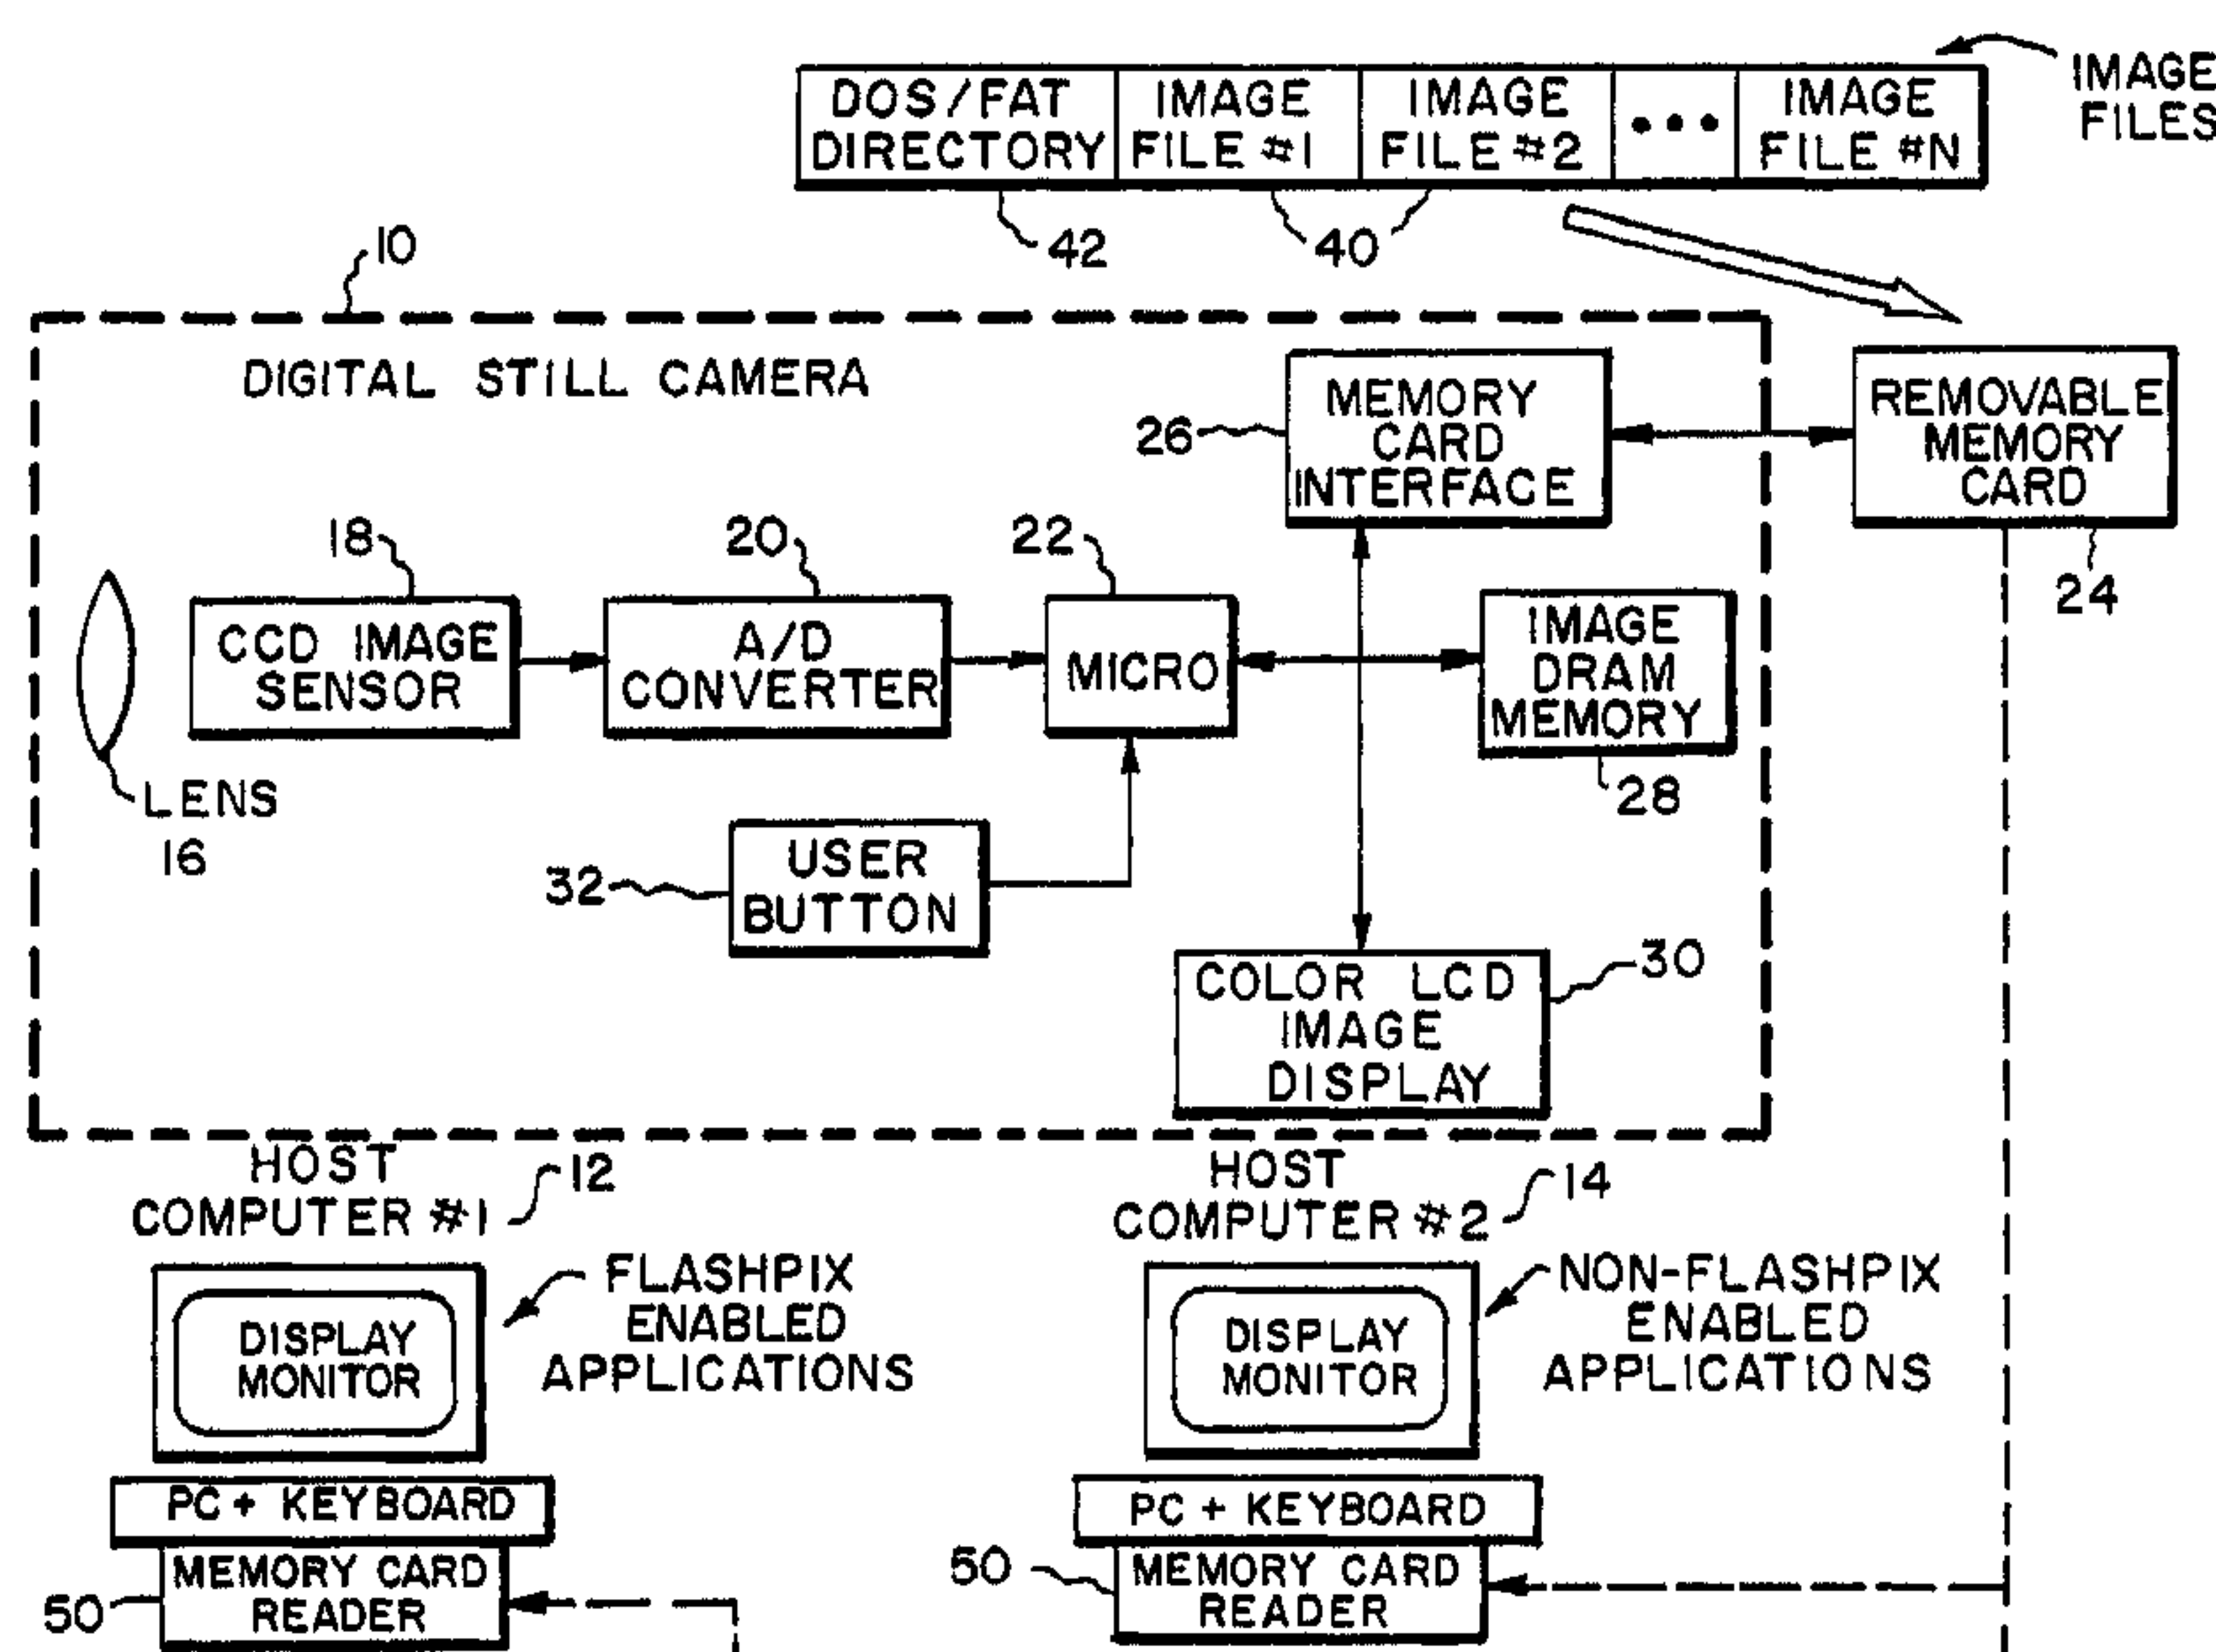 DOS/FAT DIRECTORY
IMAGE FILE #1
IMAGE FILE #2
•••
IMAGE FILE #N
IMAGE FILES
42
40
10
DIGITAL STILL CAMERA
MEMORY
CARD
INTERFACE
26
REMOVABLE
MEMORY
CARD
24
18
CCD IMAGE
SENSOR
20
A/D
CONVERTER
22
MICRO
IMAGE
DRAM
MEMORY
28
LENS
16
32
USER
BUTTON
COLOR LCD
IMAGE
DISPLAY
30
HOST
COMPUTER #1
12
FLASHPIX
ENABLED
APPLICATIONS
DISPLAY
MONITOR
PC + KEYBOARD
MEMORY CARD
READER
50
HOST
COMPUTER #2
14
NON-FLASHPIX
ENABLED
APPLICATIONS
DISPLAY
MONITOR
PC + KEYBOARD
50
MEMORY CARD
READER